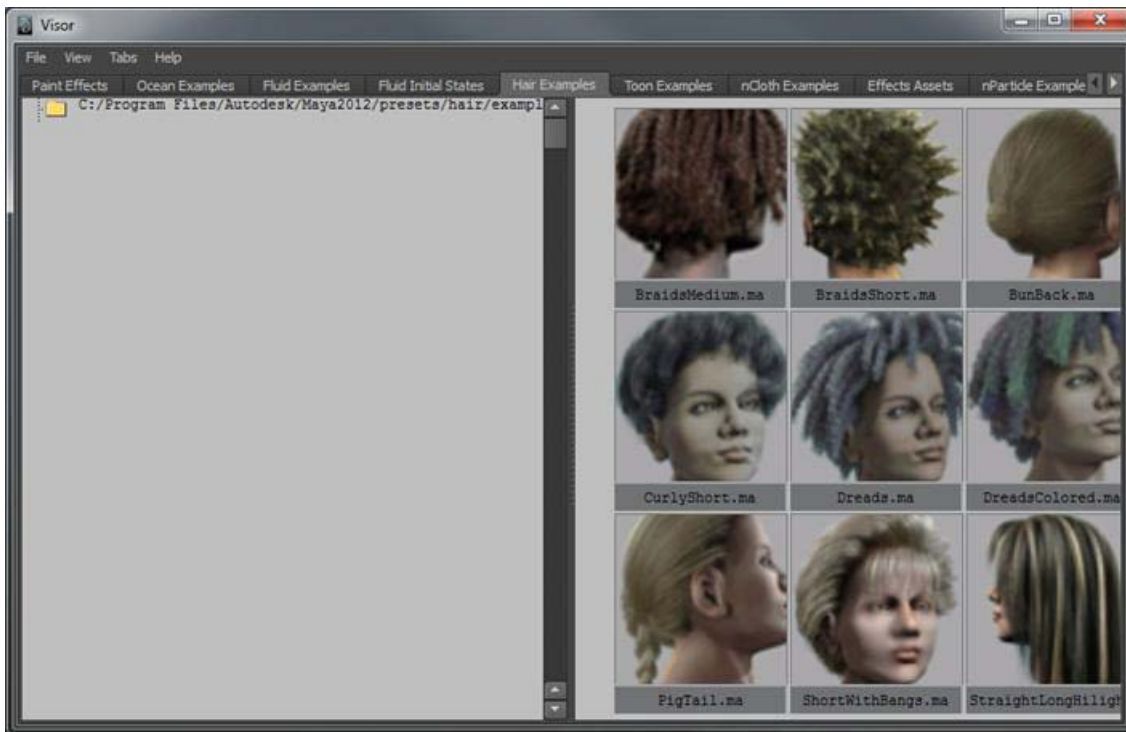 Visor
File View Tabs Help
Paint Effects Ocean Examples Fluid Examples Fluid Initial States Hair Examples Toon Examples nCloth Examples Effects Assets nParticle Example
C:/Program Files/Autodesk/Maya2012/presets/hair/exampl
BraidsMedium.ma BraidsShort.ma BunBack.ma
CurlyShort.ma Dreads.ma DreadsColored.ma
PigTail.ma ShortWithBangs.ma StraightLongHiligh